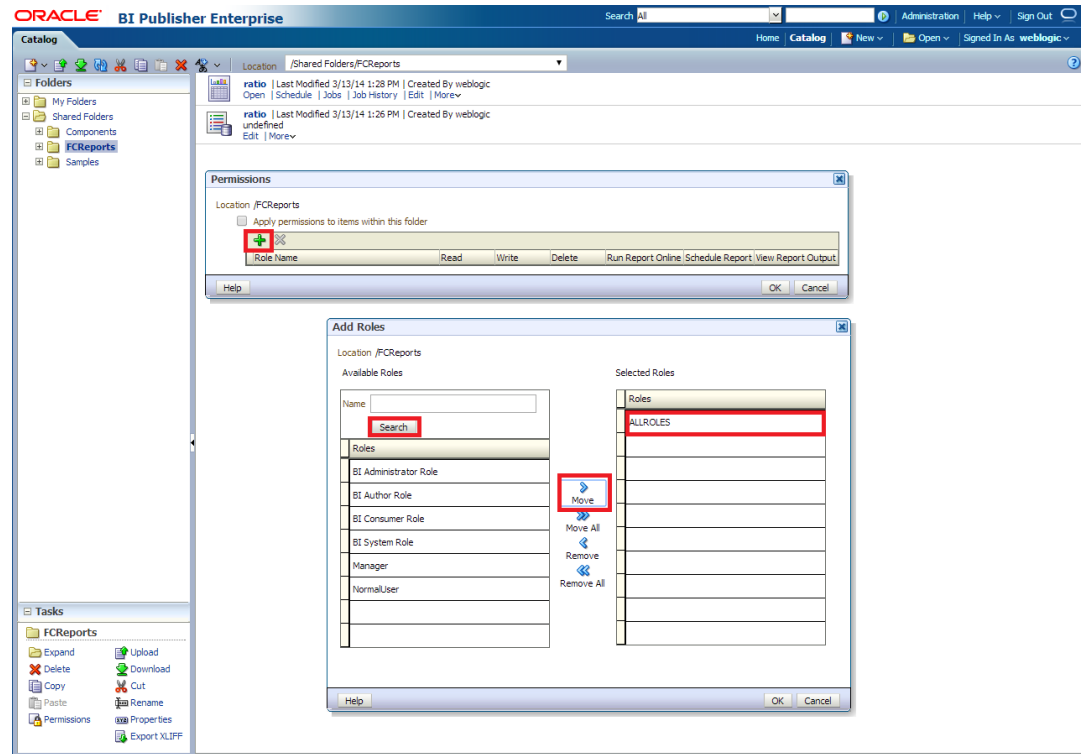 ORACLE BI Publisher Enterprise Search All Administration Help Sign Out
Catalog Home Catalog New Open Signed In As weblogic
Location /Shared Folders/FCReports
Folders
My Folders
Shared Folders
Components
FCReports
Samples
ratio | Last Modified 3/13/14 1:28 PM | Created By weblogic
Open | Schedule | Jobs | Job History | Edit | More
ratio | Last Modified 3/13/14 1:26 PM | Created By weblogic
undefined
Edit | More
Permissions
Location /FCReports
Apply permissions to items within this folder
Role Name Read Write Delete Run Report Online Schedule Report View Report Output
Help OK Cancel
Add Roles
Location /FCReports
Available Roles
Name
Search
Roles
BI Administrator Role
BI Author Role
BI Consumer Role
BI System Role
Manager
NormalUser
Move
Move All
Remove
Remove All
Selected Roles
Roles
ALLROLES
Help OK Cancel
Tasks
FCReports
Expand Upload
Delete Download
Copy Cut
Paste Rename
Permissions Properties
Export XLIFF